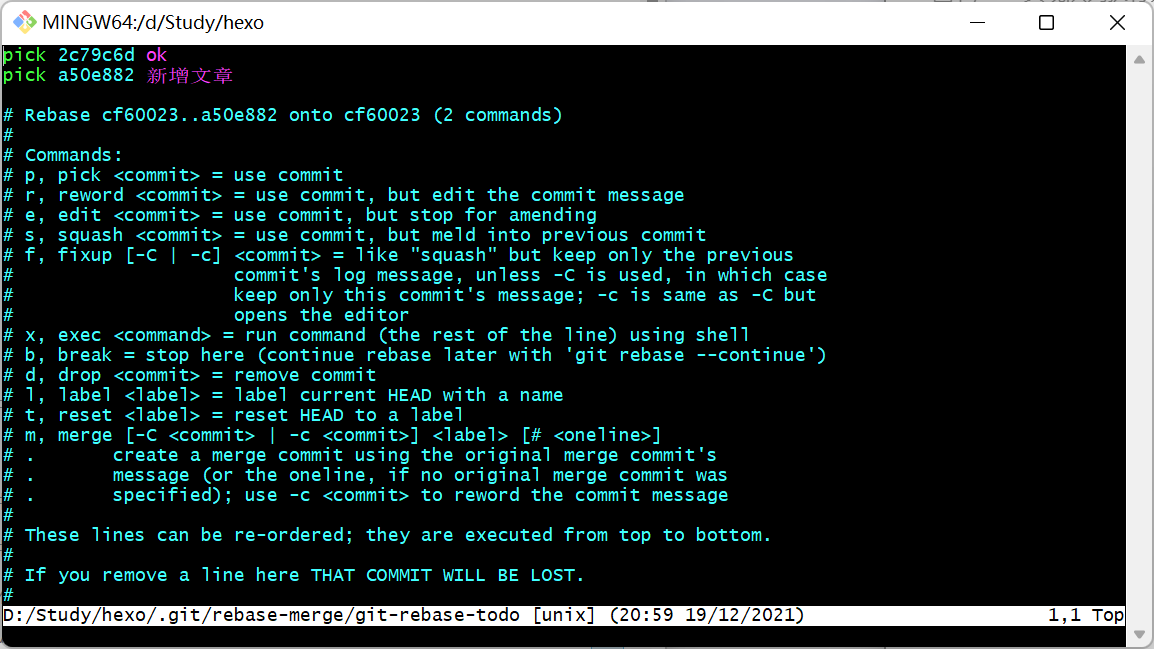 MINGW64:/d/Study/hexo
pick 2c79c6d ok
pick a50e882 新增文章
# Rebase cf60023..a50e882 onto cf60023 (2 commands)
#
# Commands:
# p, pick <commit> = use commit
# r, reword <commit> = use commit, but edit the commit message
# e, edit <commit> = use commit, but stop for amending
# s, squash <commit> = use commit, but meld into previous commit
# f, fixup [-C | -c] <commit> = like "squash" but keep only the previous
#                    commit's log message, unless -C is used, in which case
#                    keep only this commit's message; -c is same as -C but
#                    opens the editor
# x, exec <command> = run command (the rest of the line) using shell
# b, break = stop here (continue rebase later with 'git rebase --continue')
# d, drop <commit> = remove commit
# l, label <label> = label current HEAD with a name
# t, reset <label> = reset HEAD to a label
# m, merge [-C <commit> | -c <commit>] <label> [# <oneline>]
# .       create a merge commit using the original merge commit's
# .       message (or the oneline, if no original merge commit was
# .       specified); use -c <commit> to reword the commit message
#
# These lines can be re-ordered; they are executed from top to bottom.
#
# If you remove a line here THAT COMMIT WILL BE LOST.
#
D:/Study/hexo/.git/rebase-merge/git-rebase-todo [unix] (20:59 19/12/2021) 1,1 Top